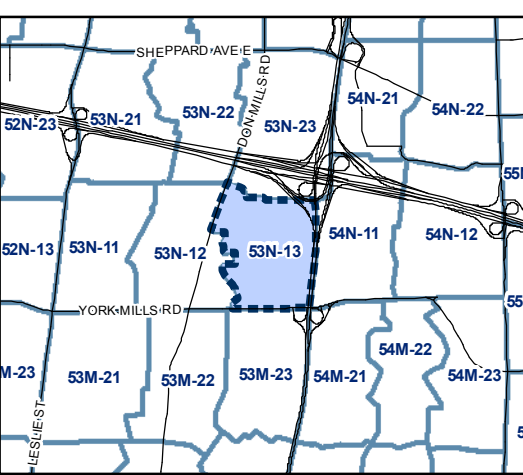 SHEPPARD AVE E
DON MILLS RD
52N-23
53N-21
53N-22
53N-23
54N-21
54N-22
52N-13
53N-11
53N-12
53N-13
54N-11
54N-12
55
YORK MILLS RD
M-23
53M-21
53M-22
53M-23
54M-21
54M-22
54M-23
LESLIE ST